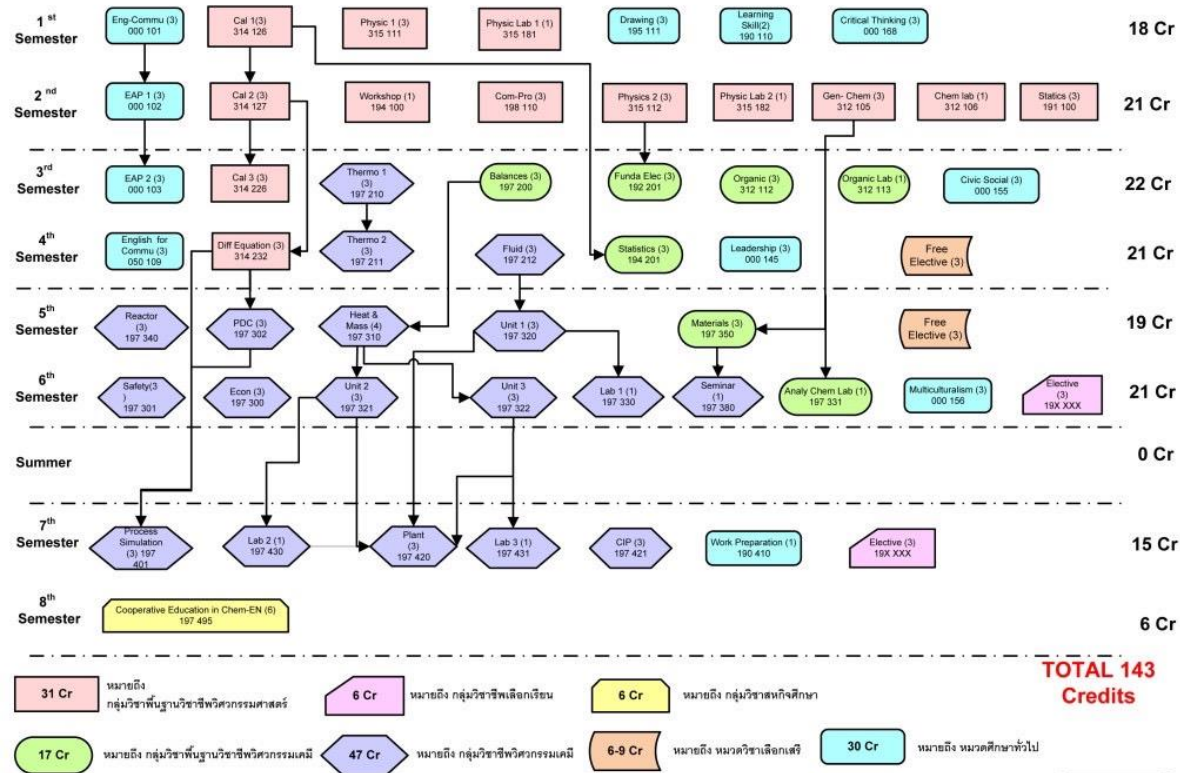 1 st
Semester
Eng-Commu (3)
000 101
Cal 1(3)
314 126
Physic 1 (3)
315 111
Physic Lab 1 (1)
315 181
Drawing (3)
195 111
Learning
Skill(2)
190 110
Critical Thinking (3)
000 168
18 Cr
2 nd
Semester
EAP 1 (3)
000 102
Cal 2 (3)
314 127
Workshop (1)
194 100
Com-Pro (3)
198 110
Physics 2 (3)
315 112
Physic Lab 2 (1)
315 182
Gen- Chem (3)
312 105
Chem lab (1)
312 106
Statics (3)
191 100
21 Cr
3rd
Semester
EAP 2 (3)
000 103
Cal 3 (3)
314 226
Thermo 1
(3)
197 210
Balances (3)
197 200
Funda Elec (3)
192 201
Organic (3)
312 112
Organic Lab (1)
312 113
Civic Social (3)
000 155
22 Cr
4th
Semester
English for
Commu (3)
050 109
Diff Equation (3)
314 232
Thermo 2
(3)
197 211
Fluid (3)
197 212
Statistics (3)
194 201
Leadership (3)
000 145
Free
Elective (3)
21 Cr
5th
Semester
Reactor
(3)
197 340
PDC (3)
197 302
Heat &
Mass (4)
197 310
Unit 1 (3)
197 320
Materials (3)
197 350
Free
Elective (3)
19 Cr
6th
Semester
Safety(3
)
197 301
Econ (3)
197 300
Unit 2
(3)
197 321
Unit 3
(3)
197 322
Lab 1 (1)
197 330
Seminar
(1)
197 380
Analy Chem Lab (1)
197 331
Multiculturalism (3)
000 156
Elective
(3)
19X XXX
21 Cr
Summer
0 Cr
7th
Semester
Process
Simulation
(3) 197
401
Lab 2 (1)
197 430
Plant
(3)
197 420
Lab 3 (1)
197 431
CIP (3)
197 421
Work Preparation (1)
190 410
Elective (3)
19X XXX
15 Cr
8th
Semester
Cooperative Education in Chem-EN (6)
197 495
6 Cr
TOTAL 143
Credits
31 Cr
หมายถึง
กลุ่มวิชาพื้นฐานวิชาชีพวิศวกรรมศาสตร์
6 Cr
หมายถึง กลุ่มวิชาชีพเลือกเรียน
6 Cr
หมายถึง กลุ่มวิชาสหกิจศึกษา
17 Cr
หมายถึง กลุ่มวิชาพื้นฐานวิชาชีพวิศวกรรมเคมี
47 Cr
หมายถึง กลุ่มวิชาชีพวิศวกรรมเคมี
6-9 Cr
หมายถึง หมวดวิชาเลือกเสรี
30 Cr
หมายถึง หมวดศึกษาทั่วไป